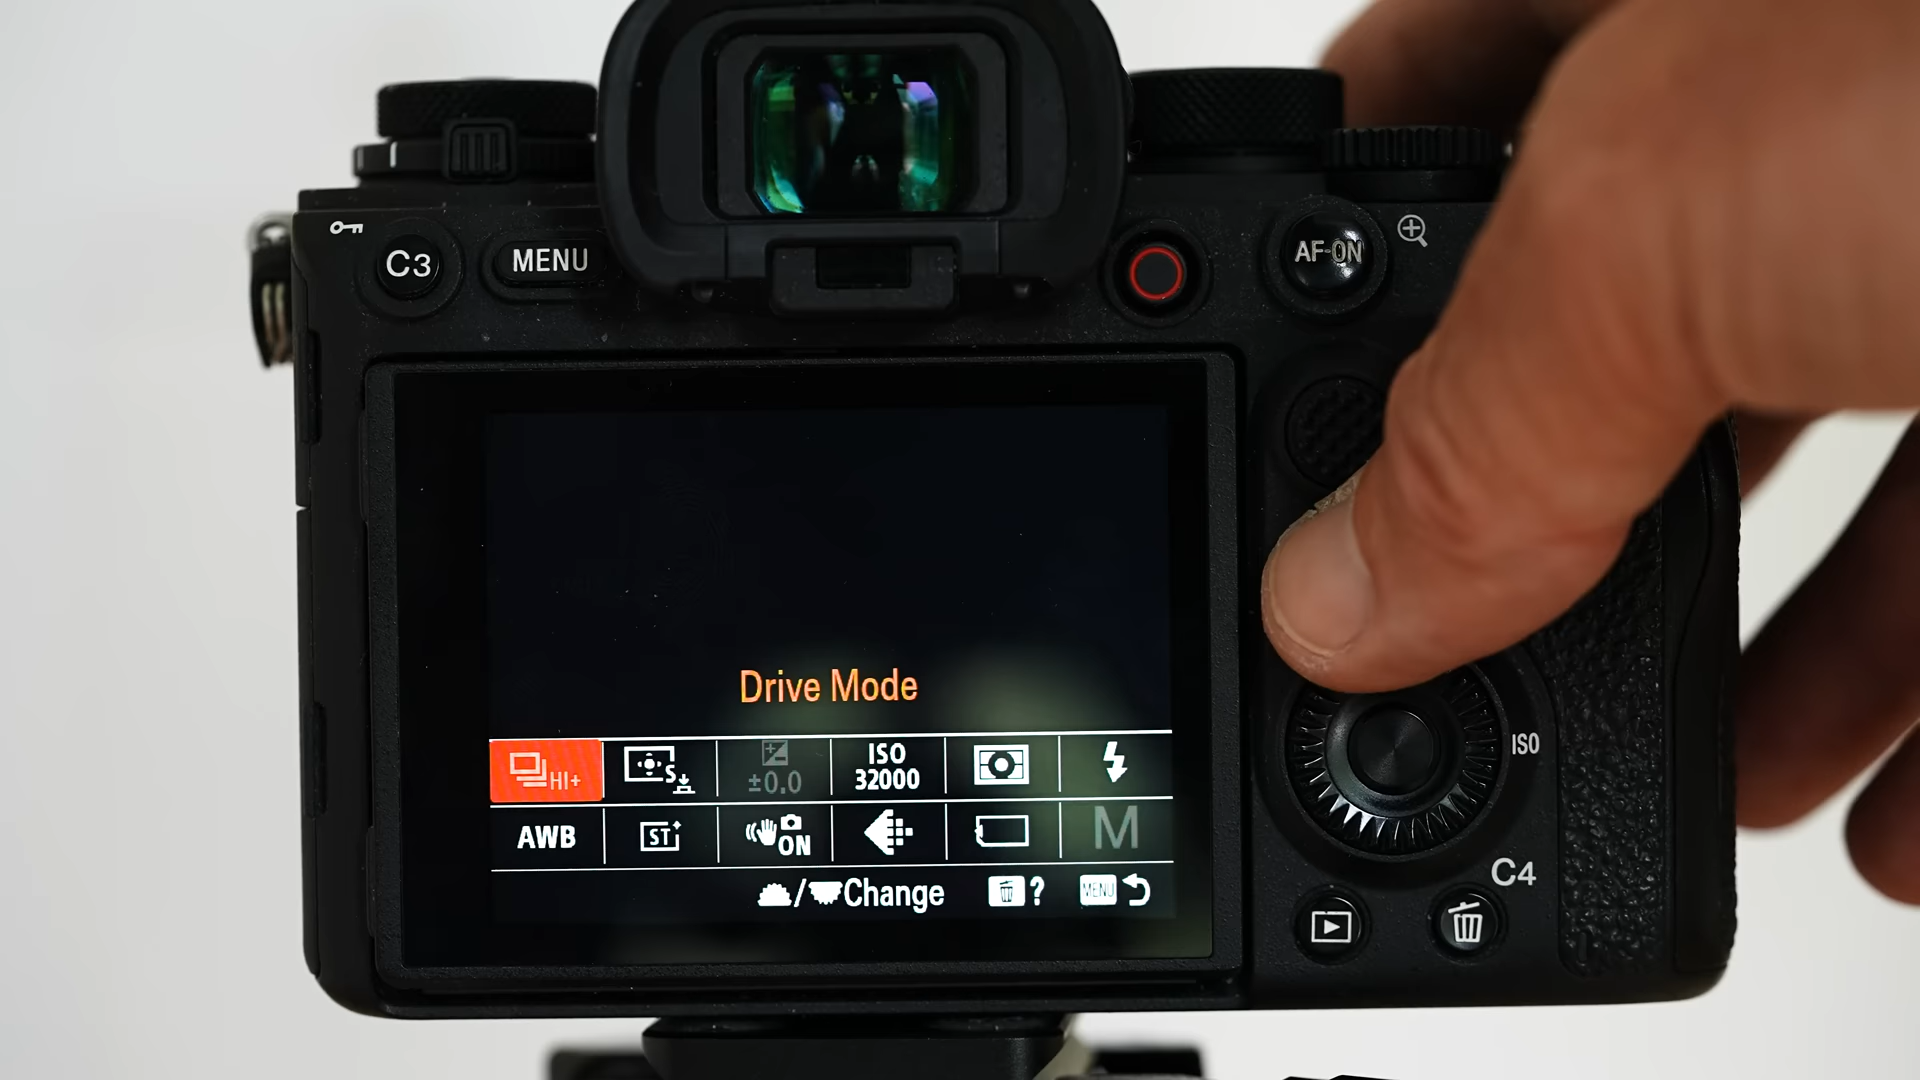 C3
MENU
AF-ON
Drive Mode
HI+
S
±0.0
ISO
32000
AWB
ST
ON
M
Change
?
MENU
ISO
C4